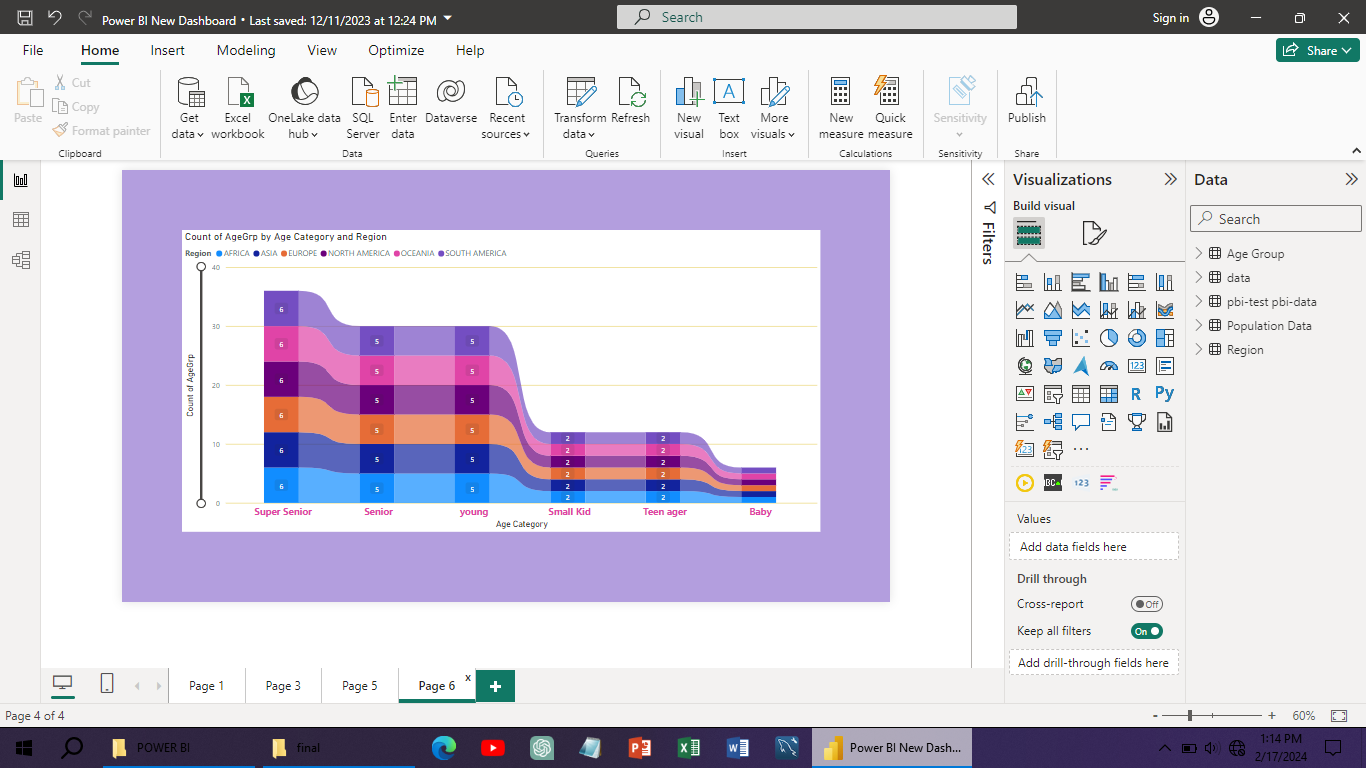 Power BI New Dashboard • Last saved: 12/11/2023 at 12:24 PM
Search
Sign in
File Home Insert Modeling View Optimize Help
Share
Paste
Cut
Copy
Format painter
Clipboard
Get data
Excel workbook
OneLake data hub
SQL Server
Enter data
Dataverse
Recent sources
Data
Transform data
Refresh
Queries
New visual
Text box
More visuals
Insert
New measure
Quick measure
Calculations
Sensitivity
Sensitivity
Publish
Share
Count of AgeGrp by Age Category and Region
Region AFRICA ASIA EUROPE NORTH AMERICA OCEANIA SOUTH AMERICA
Count of AgeGrp
40
30
20
10
0
6 5 5 2 2
6 5 5 2 2
6 5 5 2 2
6 5 5 2 2
6 5 5 2 2
6 5 5 2 2
Super Senior Senior young Small Kid Teen ager Baby
Age Category
Filters
Visualizations
Build visual
123
R
Py
123
123
Values
Add data fields here
Drill through
Cross-report
Off
Keep all filters
On
Add drill-through fields here
Data
Search
Age Group
data
pbi-test pbi-data
Population Data
Region
Page 1 Page 3 Page 5 Page 6 x +
Page 4 of 4
- + 60%
POWER BI
final
Power BI New Dash...
1:14 PM
2/17/2024